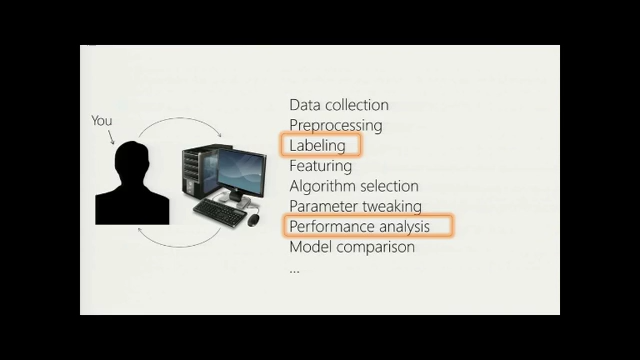 You
Data collection
Preprocessing
Labeling
Featuring
Algorithm selection
Parameter tweaking
Performance analysis
Model comparison
...